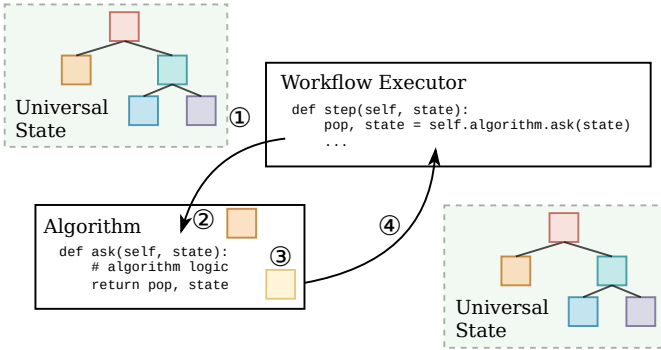 Universal
State
①
Workflow Executor
def step(self, state):
    pop, state = self.algorithm.ask(state)
    ...
②
Algorithm
③
④
def ask(self, state):
    # algorithm logic
    return pop, state
Universal
State